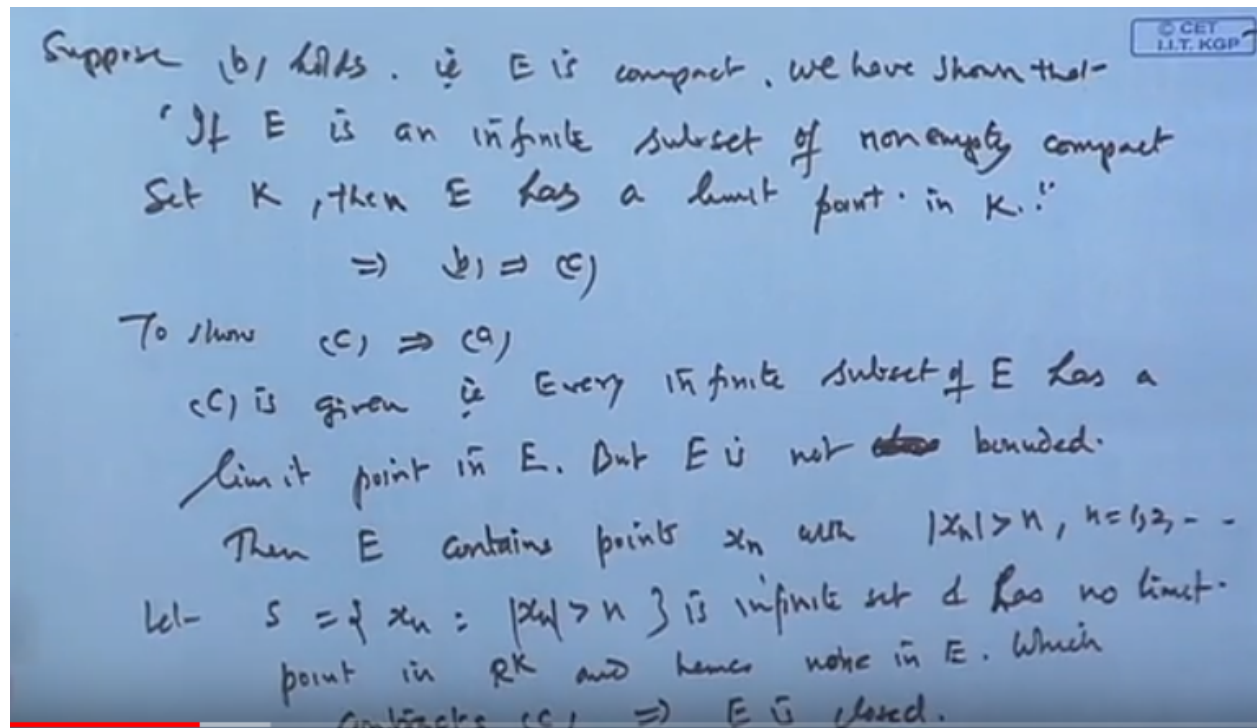 © CET
I.I.T. KGP
Suppose (b) holds. ie E is compact. we have shown that
"If E is an infinite subset of nonempty compact
Set K, then E has a limit point in K."
⇒ (b) ⇒ (c)
To show (c) ⇒ (a)
(c) is given ie Every infinite subset of E has a
limit point in E. But E is not bounded.
Then E contains points xn with |xn| > n, n=1,2,--
Let S = { xn : |xn| > n } is infinite set & has no limit
point in R^K and hence none in E. Which
(c) ⇒ E is closed.